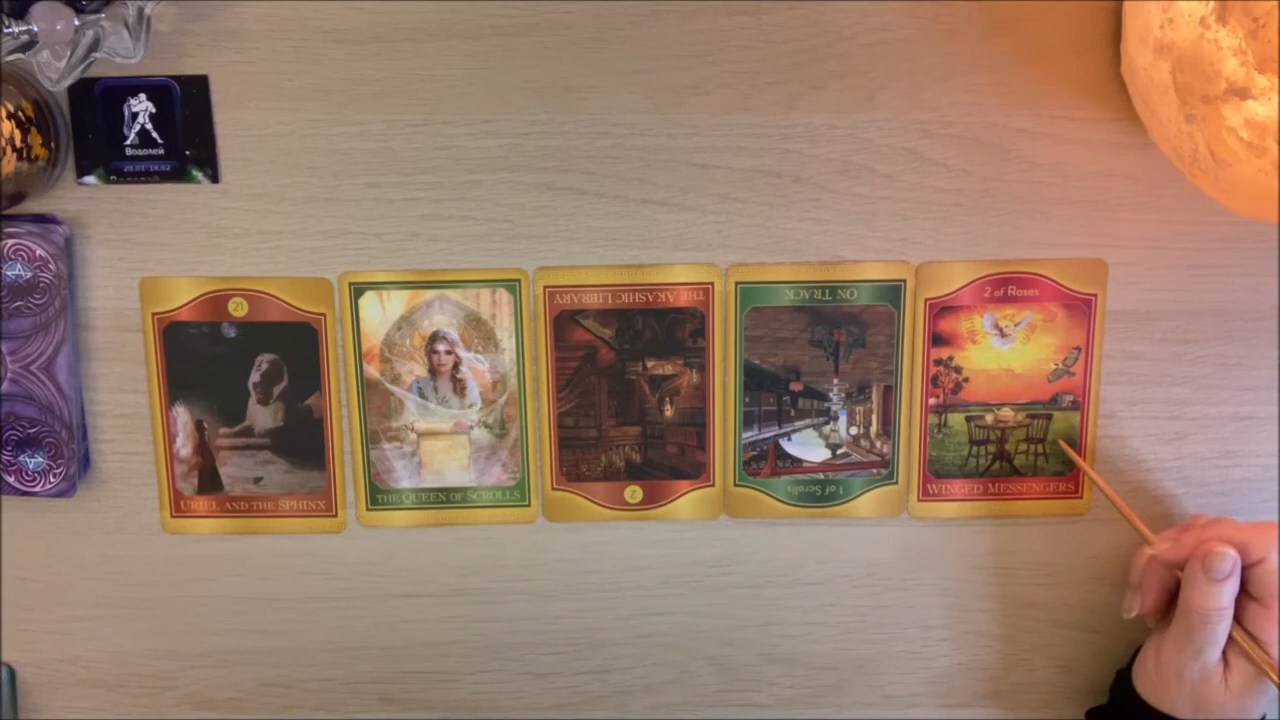 Водолей
20.01-18.02
Водолей
21
URIEL AND THE SPHINX
THE QUEEN OF SCROLLS
THE AKASHIC LIBRARY
2
ON TRACK
1 of Scrolls
2 of Roses
WINGED MESSENGERS